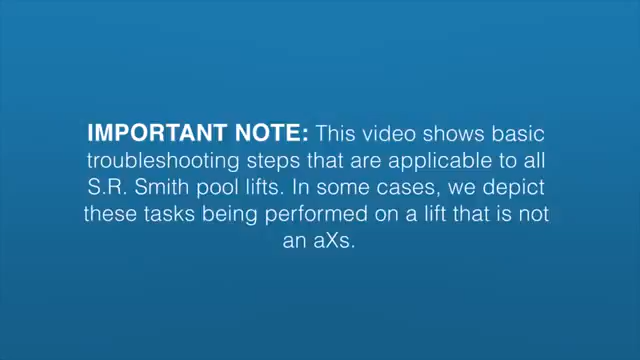 IMPORTANT NOTE: This video shows basic
troubleshooting steps that are applicable to all
S.R. Smith pool lifts. In some cases, we depict
these tasks being performed on a lift that is not
an aXs.